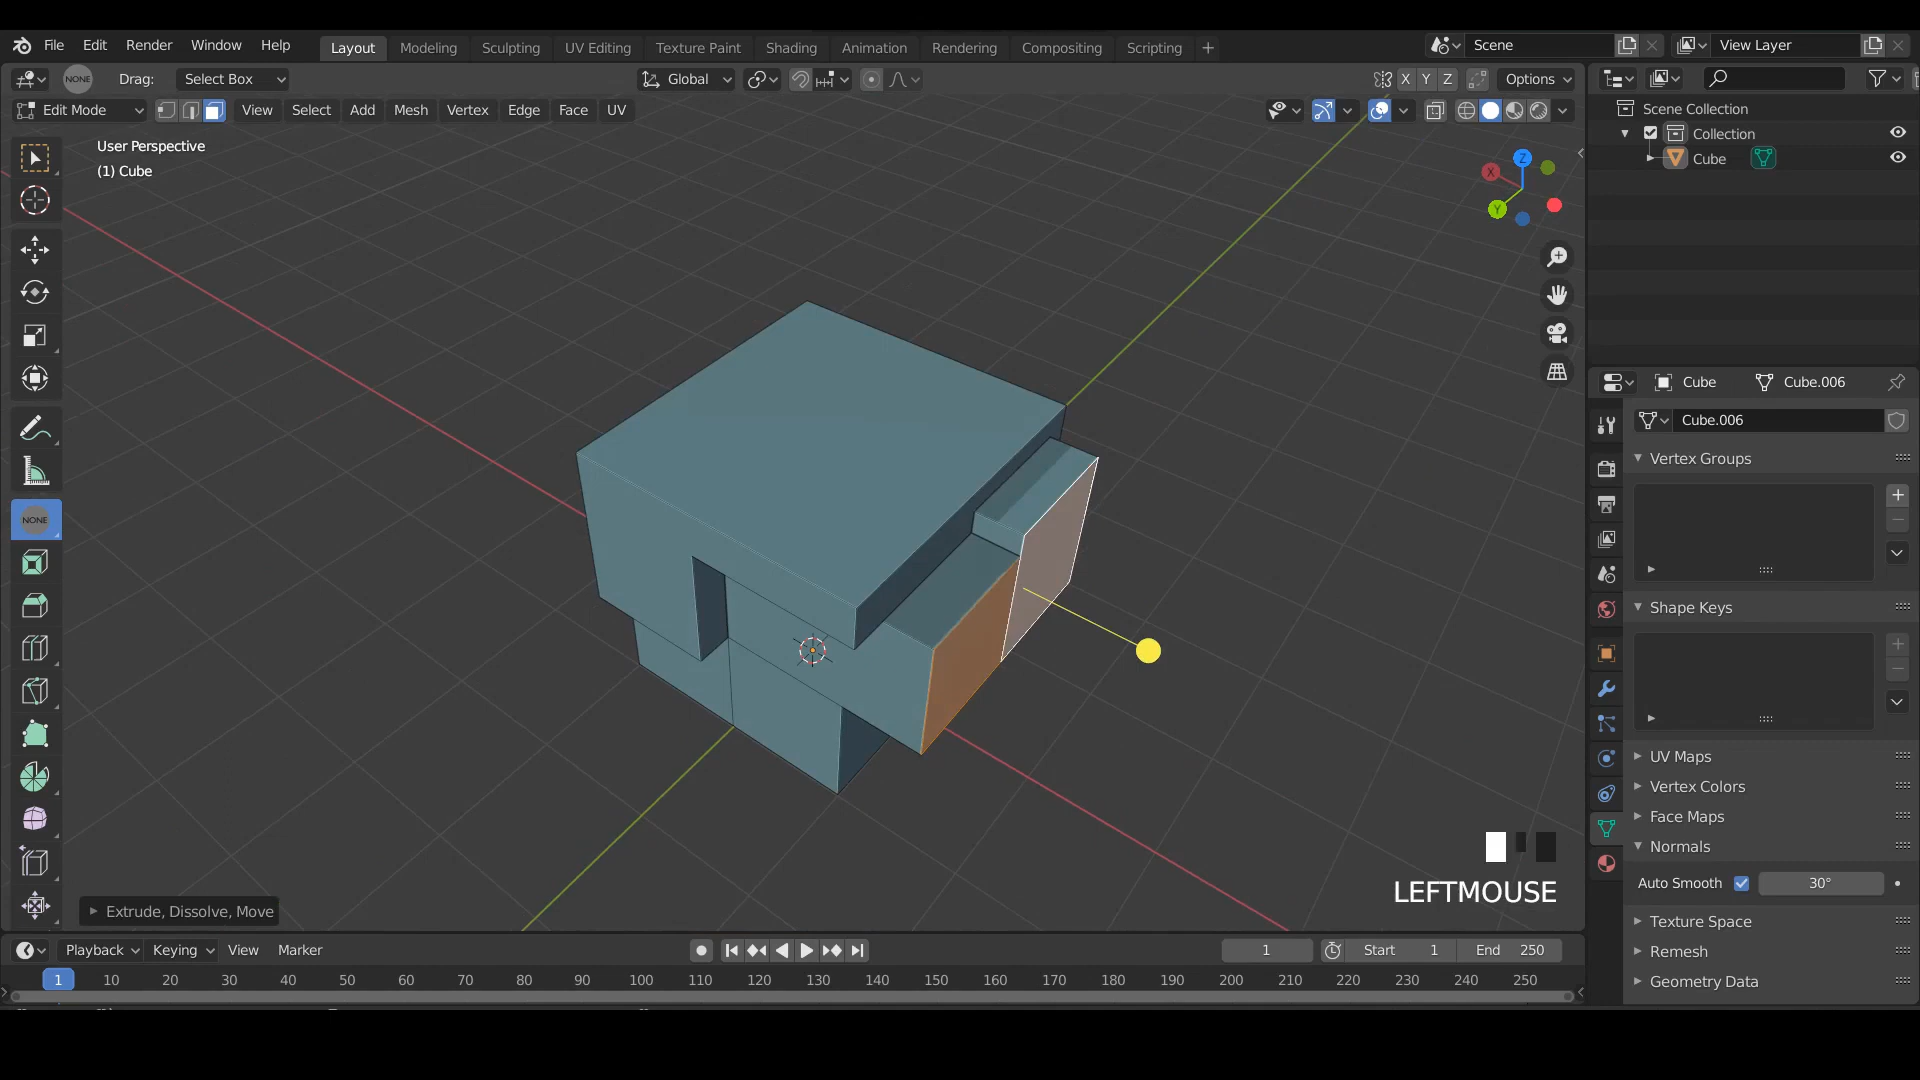 File Edit Render Window Help Layout Modeling Sculpting UV Editing Texture Paint Shading Animation Rendering Compositing Scripting + Scene View Layer
NONE Drag: Select Box Global X Y Z Options
Edit Mode View Select Add Mesh Vertex Edge Face UV
User Perspective
(1) Cube
Z
X
Y
NONE
Scene Collection
Collection
Cube
Cube Cube.006
Cube.006
Vertex Groups
Shape Keys
UV Maps
Vertex Colors
Face Maps
Normals
Auto Smooth 30°
Texture Space
Remesh
Geometry Data
LEFTMOUSE
Extrude, Dissolve, Move
Playback Keying View Marker 1 Start 1 End 250
1 10 20 30 40 50 60 70 80 90 100 110 120 130 140 150 160 170 180 190 200 210 220 230 240 250